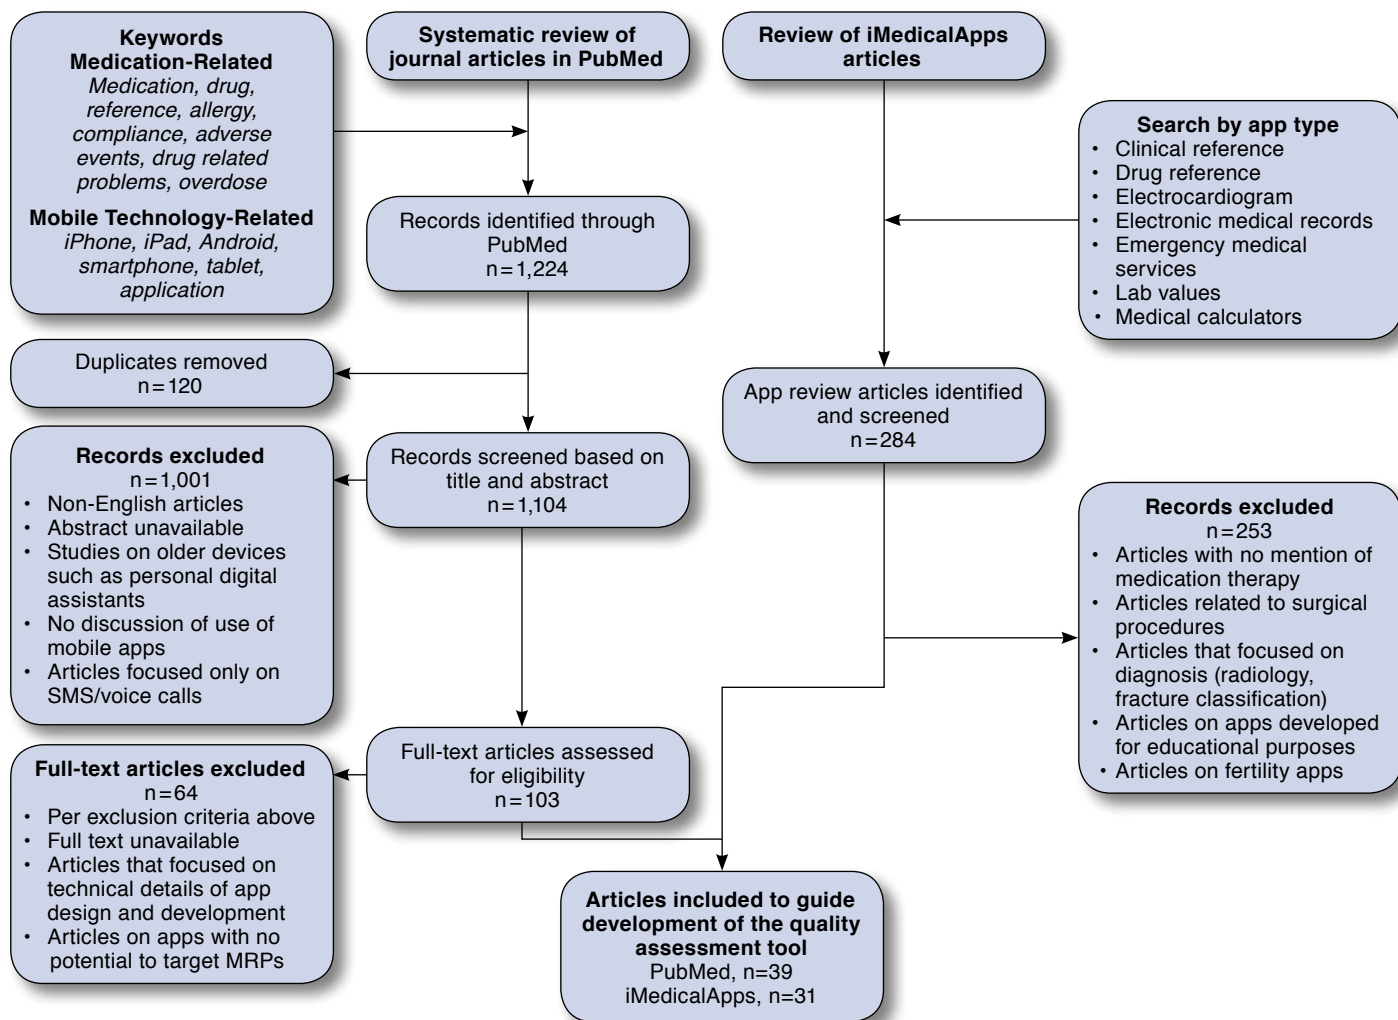 Keywords
Medication-Related
Medication, drug,
reference, allergy,
compliance, adverse
events, drug related
problems, overdose
Mobile Technology-Related
iPhone, iPad, Android,
smartphone, tablet,
application
Systematic review of
journal articles in PubMed
Review of iMedicalApps
articles
Search by app type
• Clinical reference
• Drug reference
• Electrocardiogram
• Electronic medical records
• Emergency medical
services
• Lab values
• Medical calculators
Records identified through
PubMed
n=1,224
Duplicates removed
n=120
App review articles identified
and screened
n=284
Records excluded
n=1,001
• Non-English articles
• Abstract unavailable
• Studies on older devices
such as personal digital
assistants
• No discussion of use of
mobile apps
• Articles focused only on
SMS/voice calls
Records screened based on
title and abstract
n=1,104
Records excluded
n=253
• Articles with no mention of
medication therapy
• Articles related to surgical
procedures
• Articles that focused on
diagnosis (radiology,
fracture classification)
• Articles on apps developed
for educational purposes
• Articles on fertility apps
Full-text articles assessed
for eligibility
n=103
Full-text articles excluded
n=64
• Per exclusion criteria above
• Full text unavailable
• Articles that focused on
technical details of app
design and development
• Articles on apps with no
potential to target MRPs
Articles included to guide
development of the quality
assessment tool
PubMed, n=39
iMedicalApps, n=31